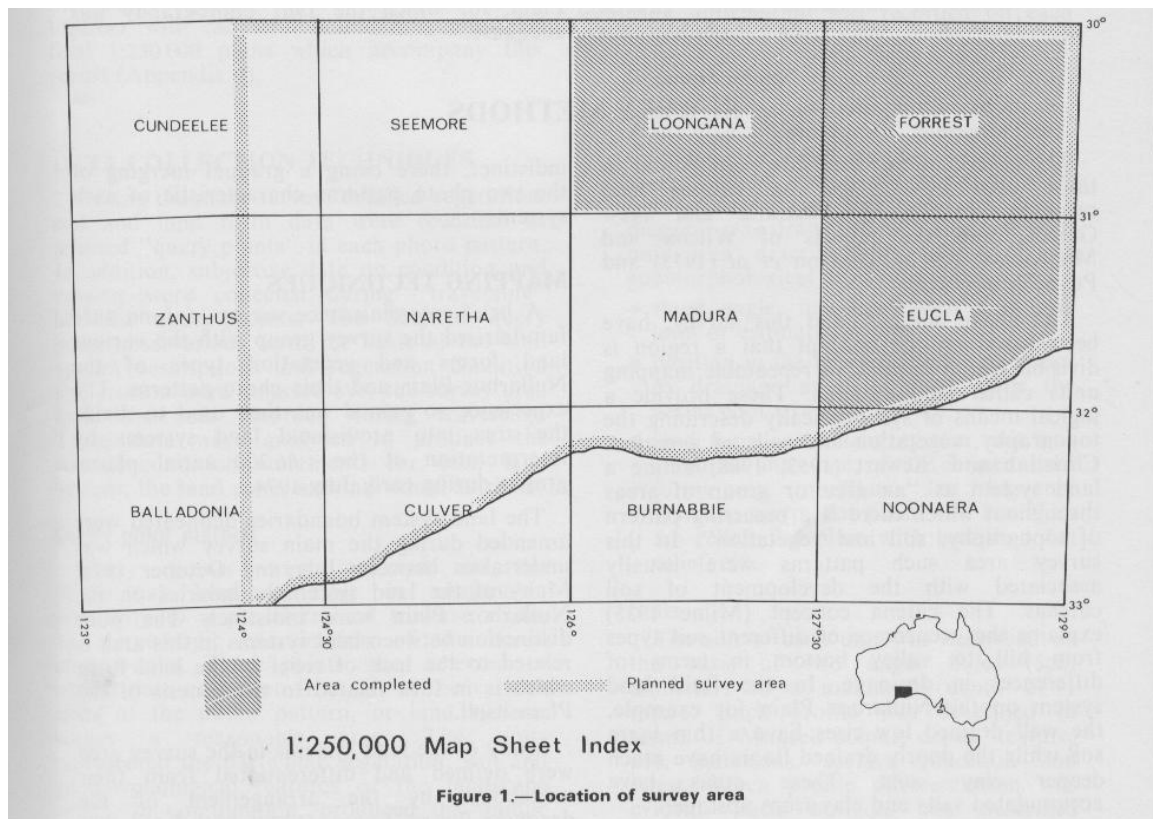 30°
CUNDEELEE SEEMORE LOONGANA FORREST
31°
ZANTHUS NARETHA MADURA EUCLA
32°
BALLADONIA CULVER BURNABBIE NOONAERA
33°
123° 124° 124°30' 126° 127°30' 129°
Area completed Planned survey area
1:250,000 Map Sheet Index
Figure 1.—Location of survey area